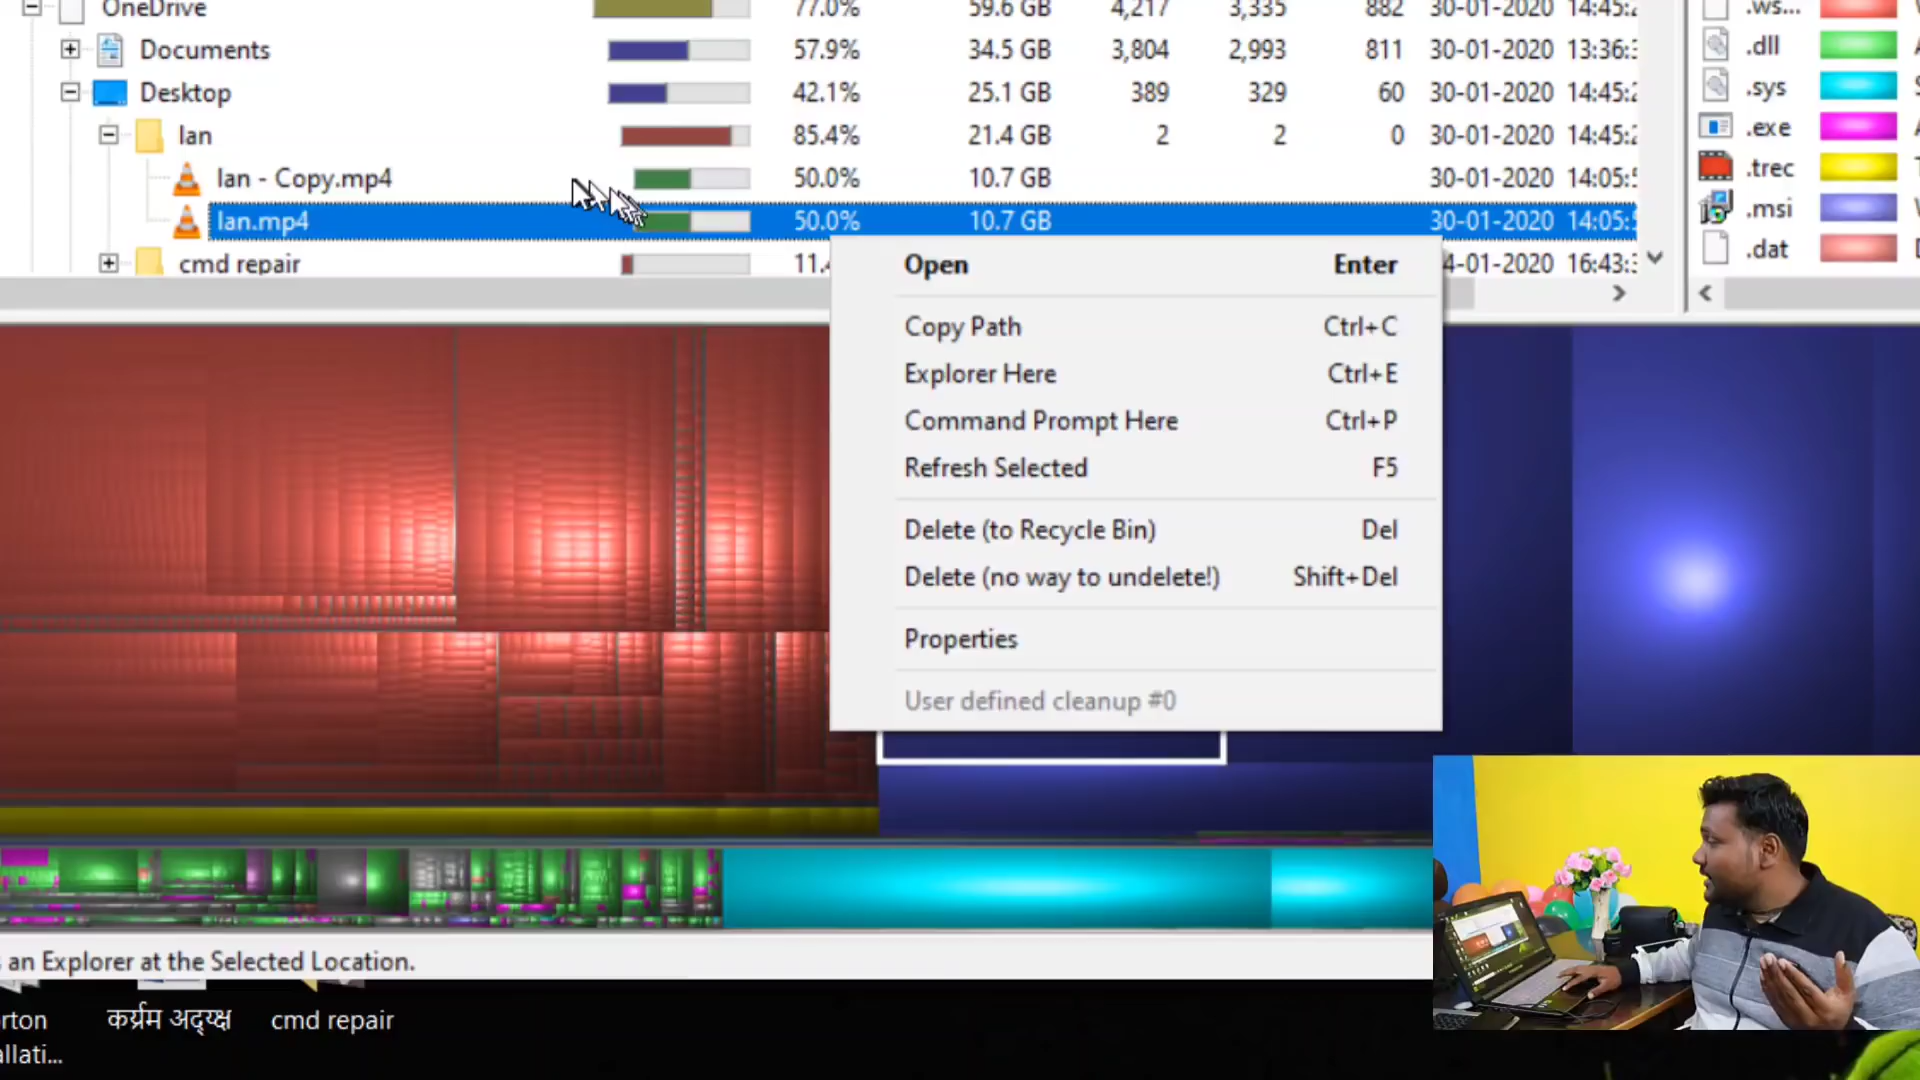 OneDrive 77.0% 59.6 GB 4,217 3,335 882 30-01-2020 14:45:2 .ws...
Documents 57.9% 34.5 GB 3,804 2,993 811 30-01-2020 13:36: .dll
Desktop 42.1% 25.1 GB 389 329 60 30-01-2020 14:45: .sys
lan 85.4% 21.4 GB 2 2 0 30-01-2020 14:45: .exe
lan - Copy.mp4 50.0% 10.7 GB 30-01-2020 14:05: .trec
lan.mp4 50.0% 10.7 GB 30-01-2020 14:05: .msi
cmd repair 11. 4-01-2020 16:43: .dat
Open Enter
Copy Path Ctrl+C
Explorer Here Ctrl+E
Command Prompt Here Ctrl+P
Refresh Selected F5
Delete (to Recycle Bin) Del
Delete (no way to undelete!) Shift+Del
Properties
User defined cleanup #0
s an Explorer at the Selected Location.
rton कर्य्रम अद्य्क्ष cmd repair
allati...